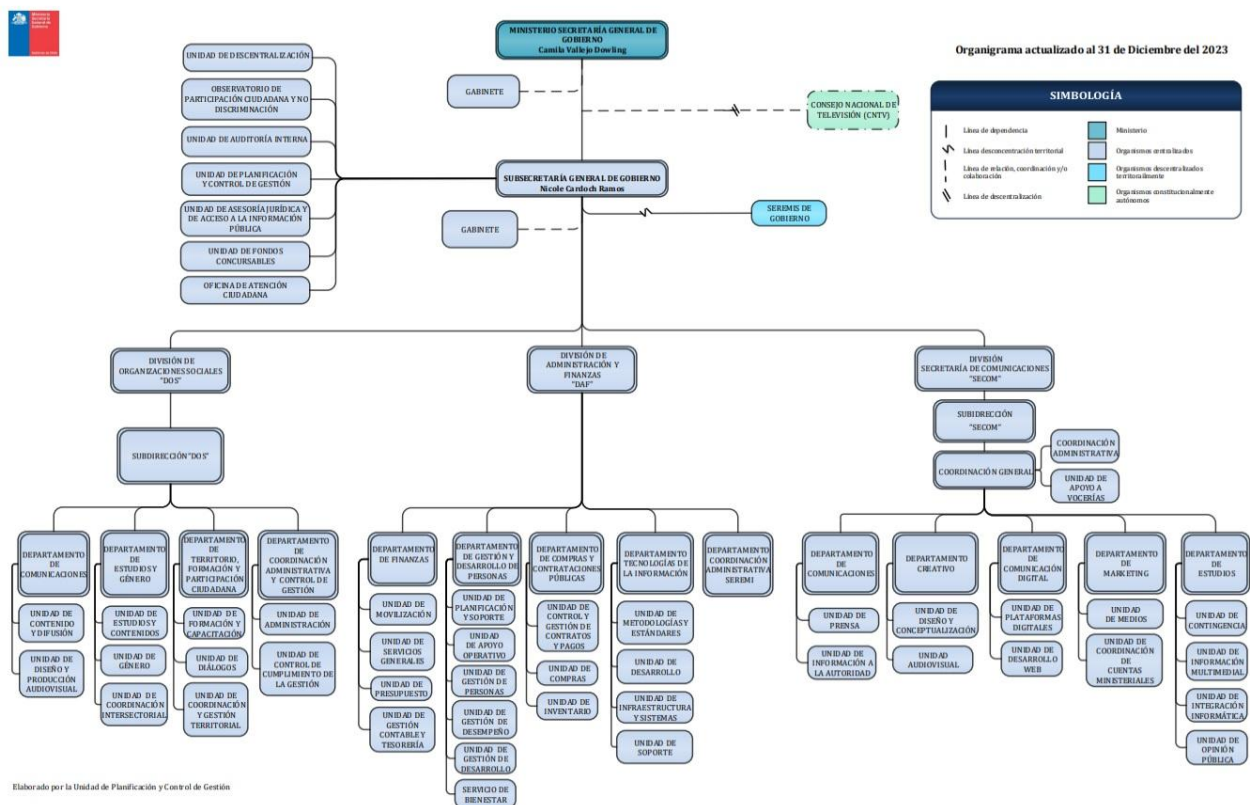 Ministerio
Secretaría
General de
Gobierno
Gobierno de Chile
MINISTERIO SECRETARÍA GENERAL DE
GOBIERNO
Camila Vallejo Dowling
Organigrama actualizado al 31 de Diciembre del 2023
UNIDAD DE DESCENTRALIZACIÓN
OBSERVATORIO
DE PARTICIPACIÓN CIUDADANA Y NO
DISCRIMINACIÓN
UNIDAD DE AUDITORÍA INTERNA
UNIDAD DE PLANIFICACIÓN
Y CONTROL DE GESTIÓN
UNIDAD DE ASESORÍA JURÍDICA Y
DE ACCESO A LA INFORMACIÓN
PÚBLICA
UNIDAD DE FONDOS
CONCURSABLES
OFICINA DE ATENCIÓN
CIUDADANA
GABINETE
CONSEJO NACIONAL DE
TELEVISIÓN (CNTV)
SUBSECRETARÍA GENERAL DE GOBIERNO
Nicole Cardoch Ramos
GABINETE
SEREMIS DE
GOBIERNO
SIMBOLOGÍA
Línea de dependencia
Línea desconcentración territorial
Línea de relación, coordinación y/o
colaboración
Línea de descentralización
Ministerio
Organismos centralizados
Organismos descentralizados
territorialmente
Organismos constitucionalmente
autónomos
DIVISIÓN DE
ORGANIZACIONES SOCIALES
"DOS"
SUBDIRECCIÓN "DOS"
DEPARTAMENTO
DE
COMUNICACIONES
UNIDAD DE
CONTENIDO
Y DIFUSIÓN
UNIDAD DE
DISEÑO Y
PRODUCCIÓN
AUDIOVISUAL
DEPARTAMENTO
DE
ESTUDIOS Y
GÉNERO
UNIDAD DE
ESTUDIOS Y
CONTENIDOS
UNIDAD DE
GÉNERO
UNIDAD DE
COORDINACIÓN
INTERSECTORIAL
DEPARTAMENTO
DE
TERRITORIO,
FORMACIÓN Y
PARTICIPACIÓN
CIUDADANA
UNIDAD DE
FORMACIÓN Y
CAPACITACIÓN
UNIDAD DE
DIÁLOGOS
UNIDAD DE
COORDINACIÓN
Y GESTIÓN
TERRITORIAL
DEPARTAMENTO
DE
COORDINACIÓN
ADMINISTRATIVA
Y CONTROL DE
GESTIÓN
UNIDAD DE
ADMINISTRACIÓN
UNIDAD DE
CONTROL DE
CUMPLIMIENTO
DE LA GESTIÓN
DIVISIÓN DE
ADMINISTRACIÓN Y
FINANZAS
"DAF"
DEPARTAMENTO
DE FINANZAS
UNIDAD DE
MOVILIZACIÓN
UNIDAD DE
SERVICIOS
GENERALES
UNIDAD DE
PRESUPUESTO
UNIDAD DE
GESTIÓN
CONTABLE Y
TESORERÍA
DEPARTAMENTO
DE GESTIÓN Y
DESARROLLO
DE PERSONAS
UNIDAD DE
PLANIFICACIÓN
Y SOPORTE
UNIDAD
DE APOYO
OPERATIVO
UNIDAD DE
GESTIÓN DE
PERSONAS
UNIDAD DE
GESTIÓN DE
DESEMPEÑO
UNIDAD DE
GESTIÓN DE
DESARROLLO
SERVICIO DE
BIENESTAR
DEPARTAMENTO
DE COMPRAS Y
CONTRATACIONES
PÚBLICAS
UNIDAD DE
CONTROL Y
GESTIÓN DE
CONTRATOS
Y PAGOS
UNIDAD DE
COMPRAS
UNIDAD DE
INVENTARIO
DEPARTAMENTO
TECNOLOGÍAS DE
LA INFORMACIÓN
UNIDAD DE
METODOLOGÍAS Y
ESTÁNDARES
UNIDAD DE
DESARROLLO
UNIDAD DE
INFRAESTRUCTURA
Y SISTEMAS
UNIDAD DE
SOPORTE
DEPARTAMENTO
COORDINACIÓN
ADMINISTRATIVA
SEREMI
DIVISIÓN
SECRETARÍA DE COMUNICACIONES
"SECOM"
SUBIDRECCIÓN
"SECOM"
COORDINACIÓN GENERAL
COORDINACIÓN
ADMINISTRATIVA
UNIDAD DE
APOYO A
VOCERÍAS
DEPARTAMENTO
DE
COMUNICACIONES
UNIDAD DE
PRENSA
UNIDAD DE
INFORMACIÓN A
LA AUTORIDAD
DEPARTAMENTO
CREATIVO
UNIDAD DE
DISEÑO Y
CONCEPTUALIZACIÓN
UNIDAD
AUDIOVISUAL
DEPARTAMENTO
DE
COMUNICACIÓN
DIGITAL
UNIDAD DE
PLATAFORMAS
DIGITALES
UNIDAD DE
DESARROLLO
WEB
DEPARTAMENTO
DE
MARKETING
UNIDAD
DE MEDIOS
UNIDAD DE
COORDINACIÓN
DE
CUENTAS
MINISTERIALES
DEPARTAMENTO
DE
ESTUDIOS
UNIDAD DE
CONTINGENCIA
UNIDAD DE
INFORMACIÓN
MULTIMEDIAL
UNIDAD DE
INTEGRACIÓN
INFORMÁTICA
UNIDAD DE
OPINIÓN
PÚBLICA
Elaborado por la Unidad de Planificación y Control de Gestión